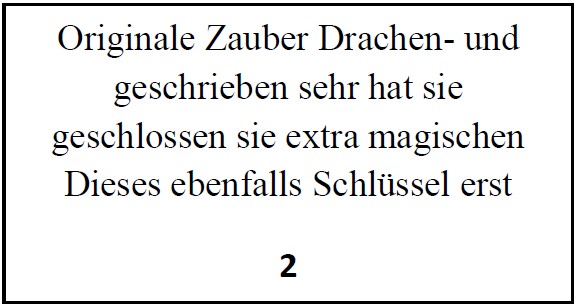 Originale Zauber Drachen- und
geschrieben sehr hat sie
geschlossen sie extra magischen
Dieses ebenfalls Schlüssel erst
2